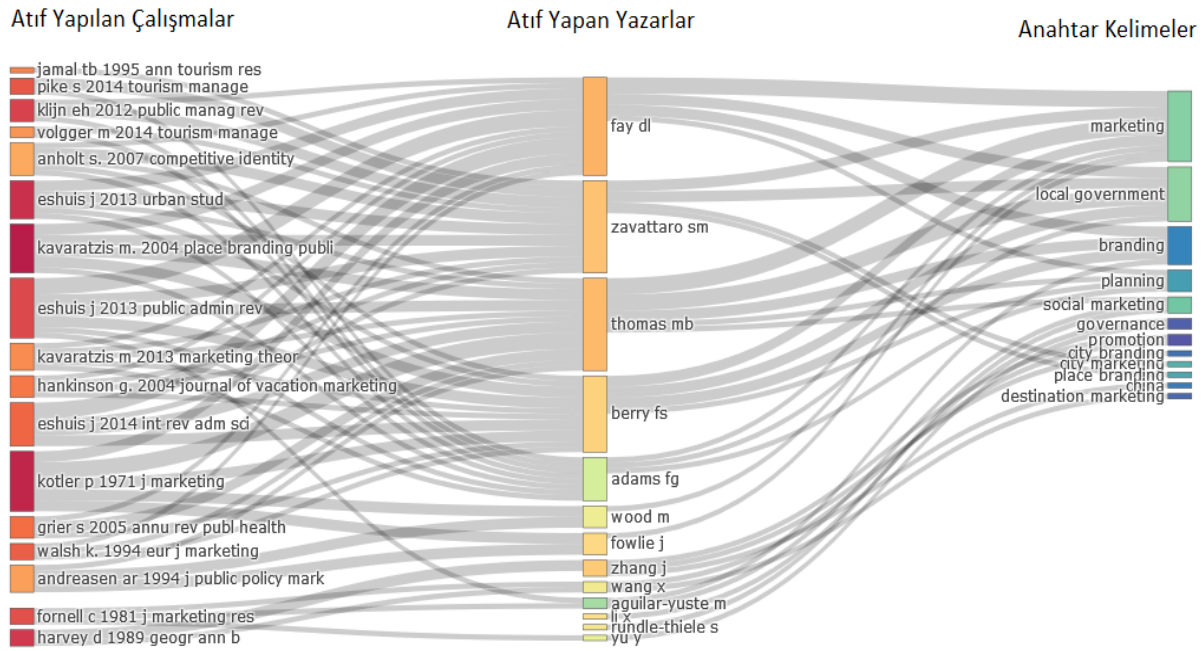 Atıf Yapılan Çalışmalar
Atıf Yapan Yazarlar
Anahtar Kelimeler
jamal tb 1995 ann tourism res
pike s 2014 tourism manage
klijn eh 2012 public manag rev
volgger m 2014 tourism manage
anholt s. 2007 competitive identity
eshuis j 2013 urban stud
kavaratzis m. 2004 place branding publi
eshuis j 2013 public admin rev
kavaratzis m 2013 marketing theor
hankinson g. 2004 journal of vacation marketing
eshuis j 2014 int rev adm sci
kotler p 1971 j marketing
grier s 2005 annu rev publ health
walsh k. 1994 eur j marketing
andreasen ar 1994 j public policy mark
fornell c 1981 j marketing res
harvey d 1989 geogr ann b
fay dl
zavattaro sm
thomas mb
berry fs
adams fg
wood m
fowlie j
zhang j
wang x
aguilar-yuste m
li x
rundle-thiele s
yu y
marketing
local government
branding
planning
social marketing
governance
promotion
city branding
city marketing
place branding
china
destination marketing